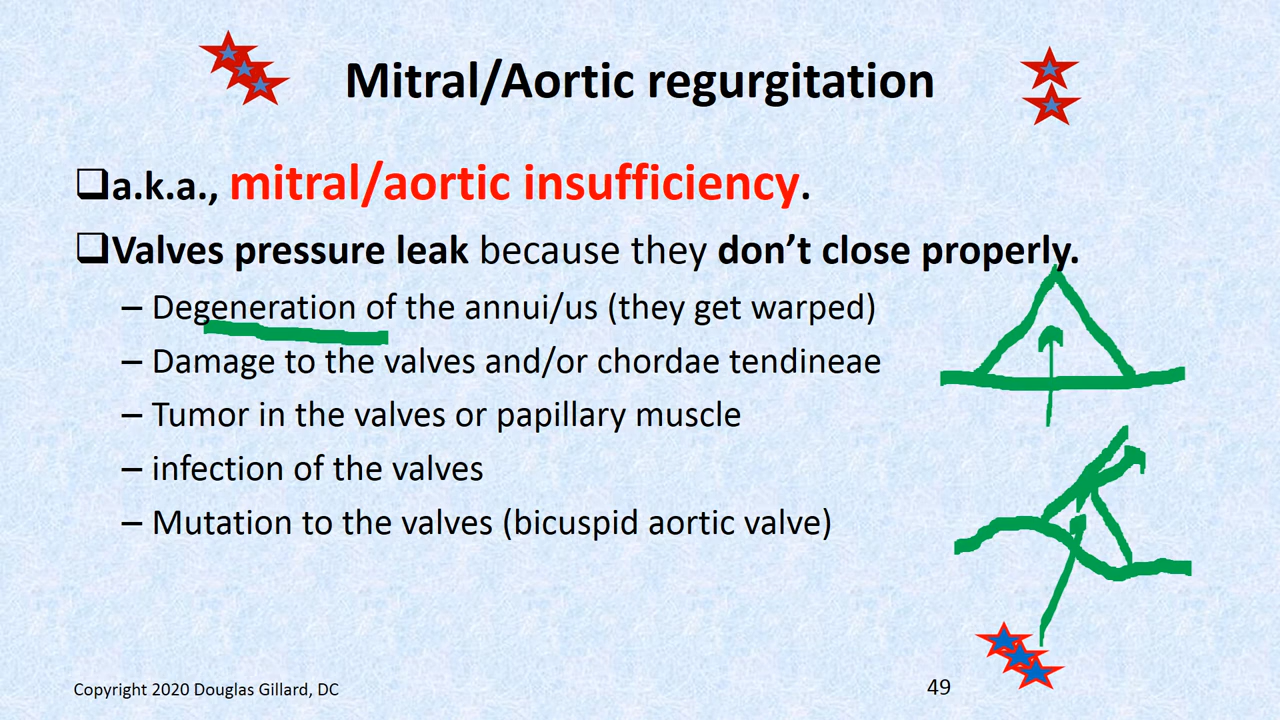 Mitral/Aortic regurgitation
❑a.k.a., mitral/aortic insufficiency.
❑Valves pressure leak because they don’t close properly.
– Degeneration of the annui/us (they get warped)
– Damage to the valves and/or chordae tendineae
– Tumor in the valves or papillary muscle
– infection of the valves
– Mutation to the valves (bicuspid aortic valve)
Copyright 2020 Douglas Gillard, DC
49